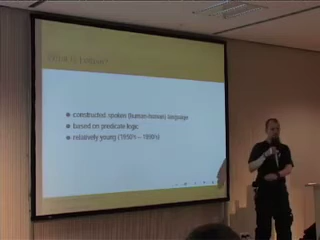 What is Lojban?
constructed spoken (human-human) language
based on predicate logic
relatively young (1950's – 1990's)